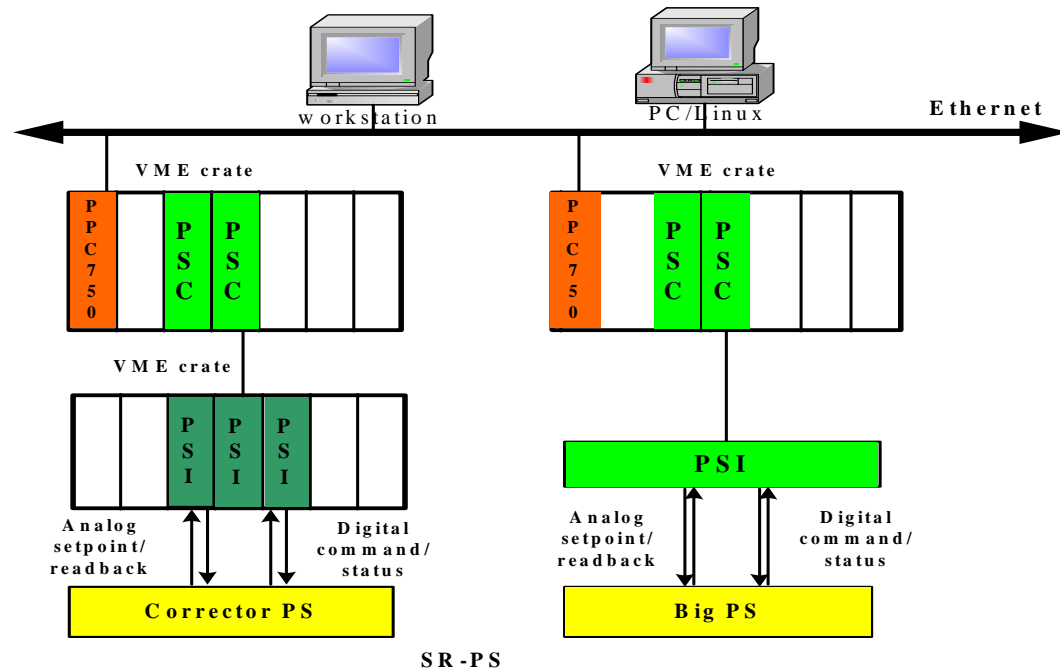 workstation
PC/Linux
Ethernet
VME crate
VME crate
PPC750
PSC
PSC
PPC750
PSC
PSC
VME crate
PSI
PSI
PSI
PSI
Analog
setpoint/
readback
Digital
command/
status
Analog
setpoint/
readback
Digital
command/
status
Corrector PS
Big PS
SR-PS